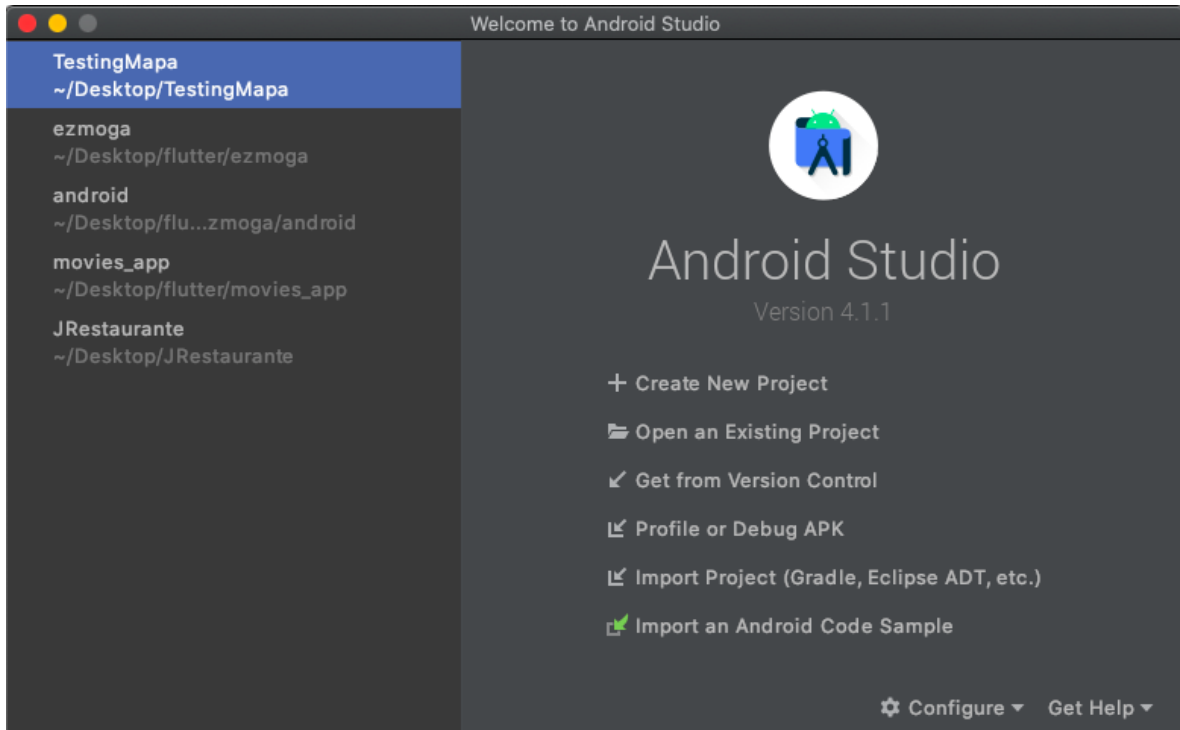 Welcome to Android Studio
TestingMapa
~/Desktop/TestingMapa
ezmoga
~/Desktop/flutter/ezmoga
android
~/Desktop/flu...zmoga/android
movies_app
~/Desktop/flutter/movies_app
JRestaurante
~/Desktop/JRestaurante
Android Studio
Version 4.1.1
Create New Project
Open an Existing Project
Get from Version Control
Profile or Debug APK
Import Project (Gradle, Eclipse ADT, etc.)
Import an Android Code Sample
Configure Get Help